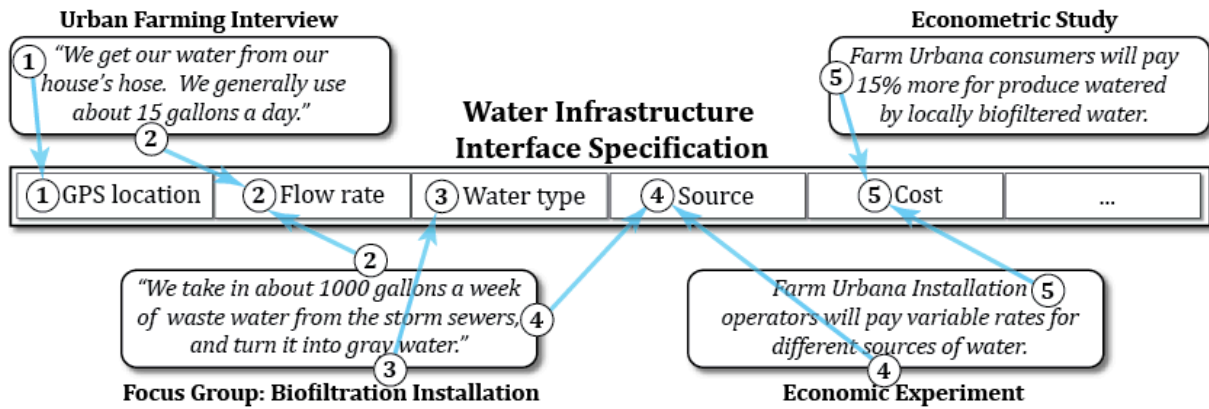 Urban Farming Interview
① “We get our water from our
house’s hose.  We generally use
about 15 gallons a day.”
②
Econometric Study
Farm Urbana consumers will pay
⑤ 15% more for produce watered
by locally biofiltered water.
Water Infrastructure
Interface Specification
① GPS location
② Flow rate
③ Water type
④ Source
⑤ Cost
...
②
“We take in about 1000 gallons a week
of waste water from the storm sewers, ④
and turn it into gray water.”
③
Focus Group: Biofiltration Installation
Farm Urbana Installation ⑤
operators will pay variable rates for
different sources of water.
④
Economic Experiment